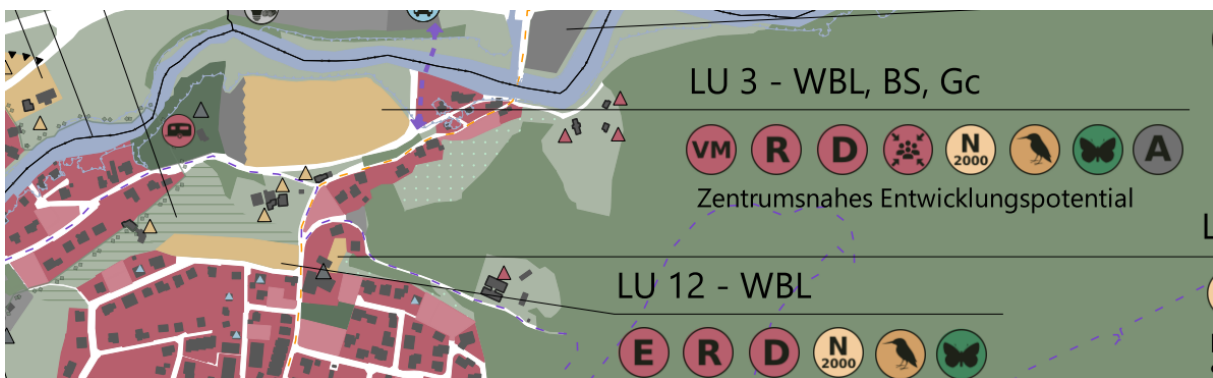 LU 3 - WBL, BS, Gc
VM R D N 2000 A
Zentrumsnahes Entwicklungspotential
L
LU 12 - WBL
E R D N 2000